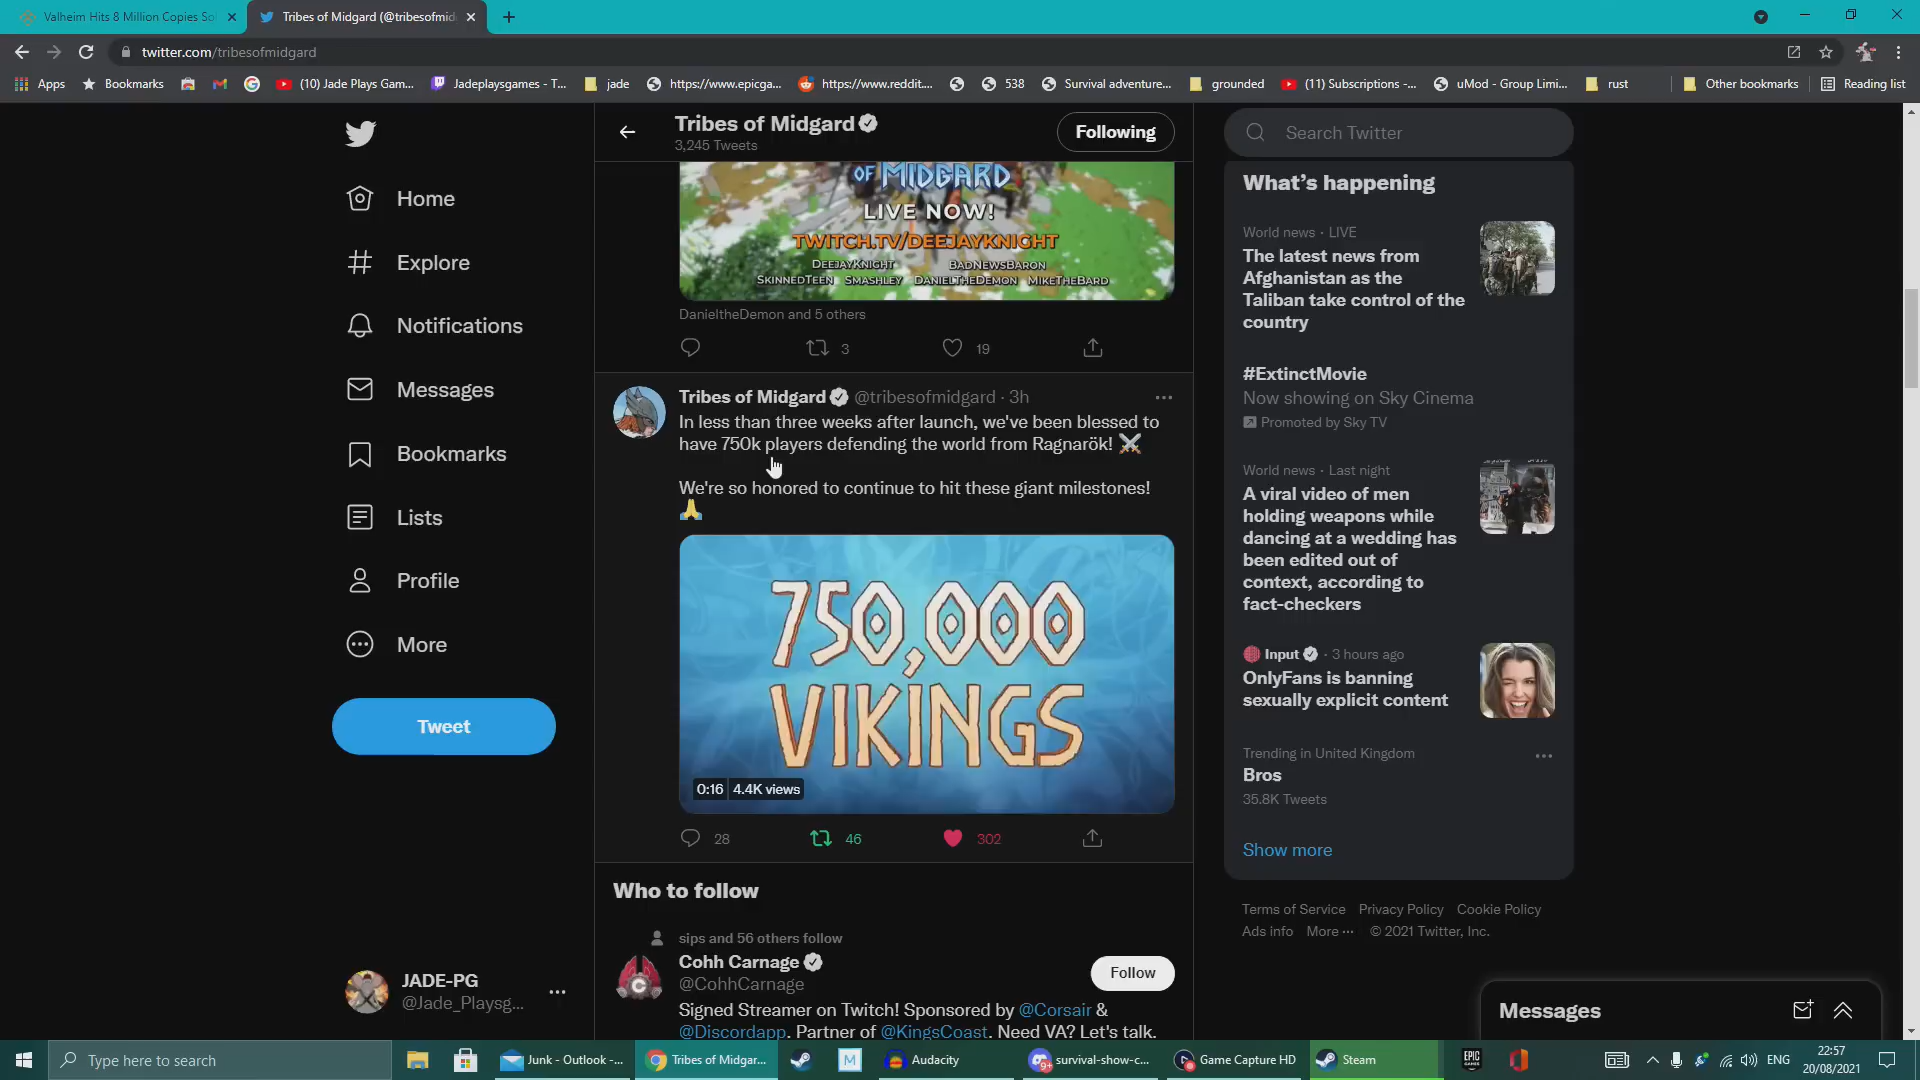 Valheim Hits 8 Million Copies So
Tribes of Midgard (@tribesofmid
twitter.com/tribesofmidgard
Apps
Bookmarks
(10) Jade Plays Gam...
Jadeplaysgames - T...
jade
https://www.epicga...
https://www.reddit....
538
Survival adventure...
grounded
(11) Subscriptions -...
uMod - Group Limi...
rust
Other bookmarks
Reading list
Home
Explore
Notifications
Messages
Bookmarks
Lists
Profile
More
Tweet
JADE-PG
@Jade_Playsg...
Tribes of Midgard
3,245 Tweets
Following
OF MIDGARD
LIVE NOW!
TWITCH.TV/DEEJAYKNIGHT
DEEJAYKNIGHT BADNEWSBARON
SKINNEDTEEN SMASHLEY DANIELTHEDEMON MIKETHEBARD
DanieltheDemon and 5 others
3 19
Tribes of Midgard @tribesofmidgard · 3h
In less than three weeks after launch, we've been blessed to
have 750k players defending the world from Ragnarök! ⚔️
We're so honored to continue to hit these giant milestones!
🙏
750,000
VIKINGS
0:16 4.4K views
28 46 302
Who to follow
sips and 56 others follow
Cohh Carnage
@CohhCarnage
Follow
Signed Streamer on Twitch! Sponsored by @Corsair &
@Discordapp. Partner of @KingsCoast. Need VA? Let's talk.
Search Twitter
What's happening
World news · LIVE
The latest news from
Afghanistan as the
Taliban take control of the
country
#ExtinctMovie
Now showing on Sky Cinema
Promoted by Sky TV
World news · Last night
A viral video of men
holding weapons while
dancing at a wedding has
been edited out of
context, according to
fact-checkers
Input · 3 hours ago
OnlyFans is banning
sexually explicit content
Trending in United Kingdom
Bros
35.8K Tweets
Show more
Terms of Service Privacy Policy Cookie Policy
Ads info More ··· © 2021 Twitter, Inc.
Messages
Type here to search
Junk - Outlook -...
Tribes of Midgar...
M
Audacity
9+
survival-show-c...
Game Capture HD
Steam
EPIC
GAMES
ENG
22:57
20/08/2021